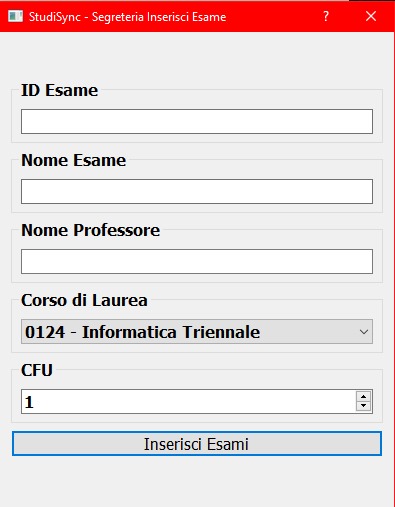 StudiSync - Segreteria Inserisci Esame ?
ID Esame
Nome Esame
Nome Professore
Corso di Laurea
0124 - Informatica Triennale
CFU
1
Inserisci Esami